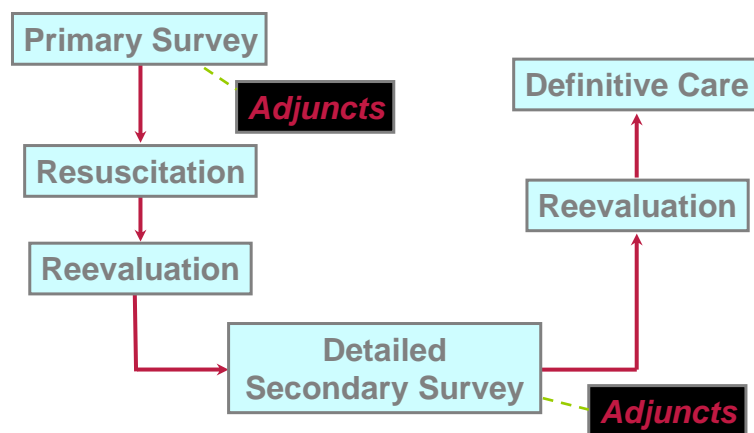 Primary Survey
Adjuncts
Resuscitation
Reevaluation
Detailed
Secondary Survey
Adjuncts
Reevaluation
Definitive Care